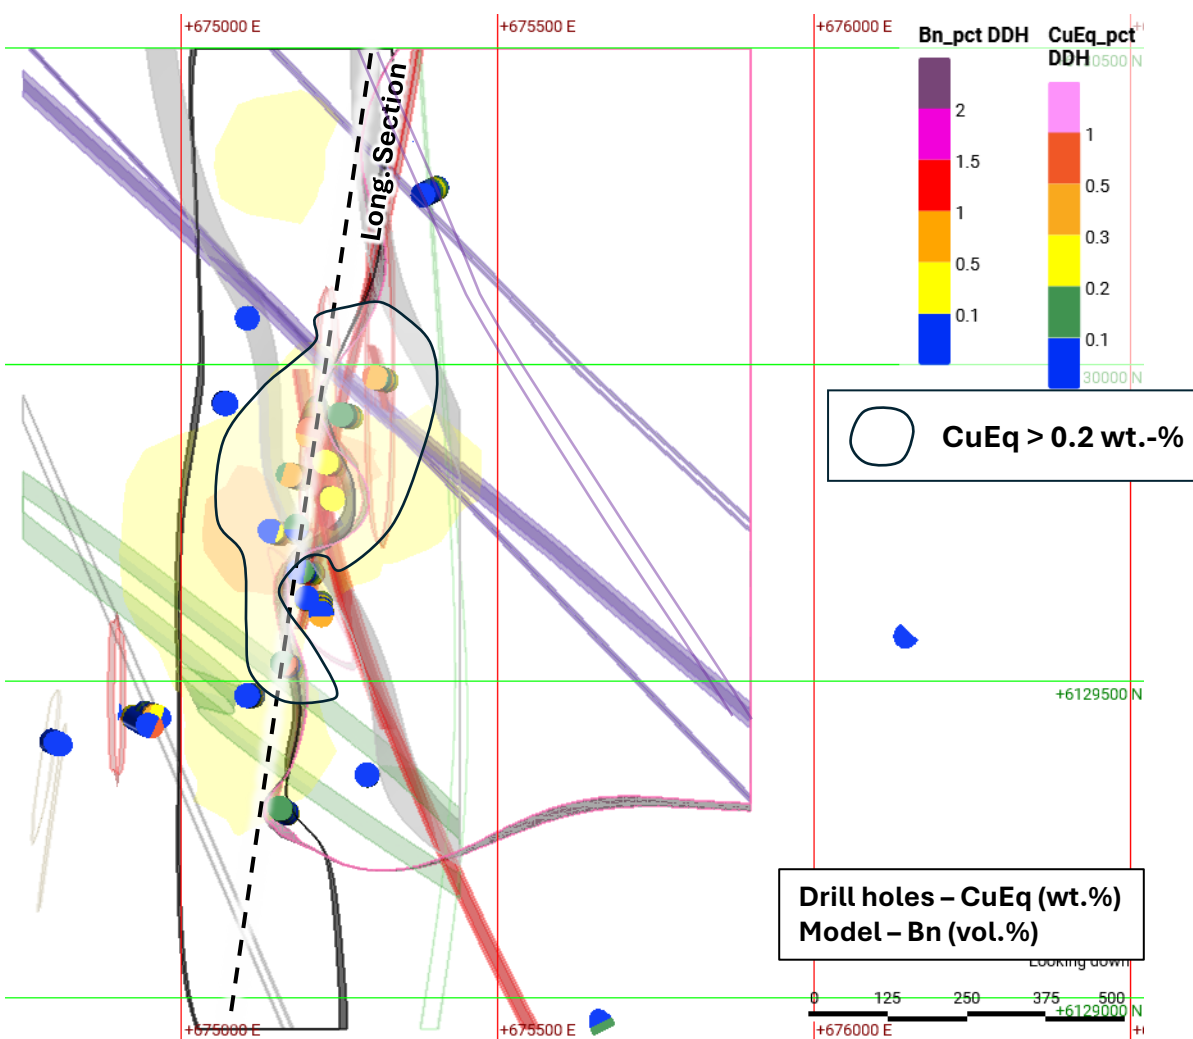 +675000 E
+675500 E
+676000 E
Bn_pct DDH
CuEq_pct
DDH
0500 N
2
1.5
1
0.5
0.1
1
0.5
0.3
0.2
0.1
Long. Section
30000 N
CuEq > 0.2 wt.-%
+6129500 N
Drill holes – CuEq (wt.%)
Model – Bn (vol.%)
Looking down
0
125
250
375
500
+6129000 N
+675000 E
+675500 E
+676000 E